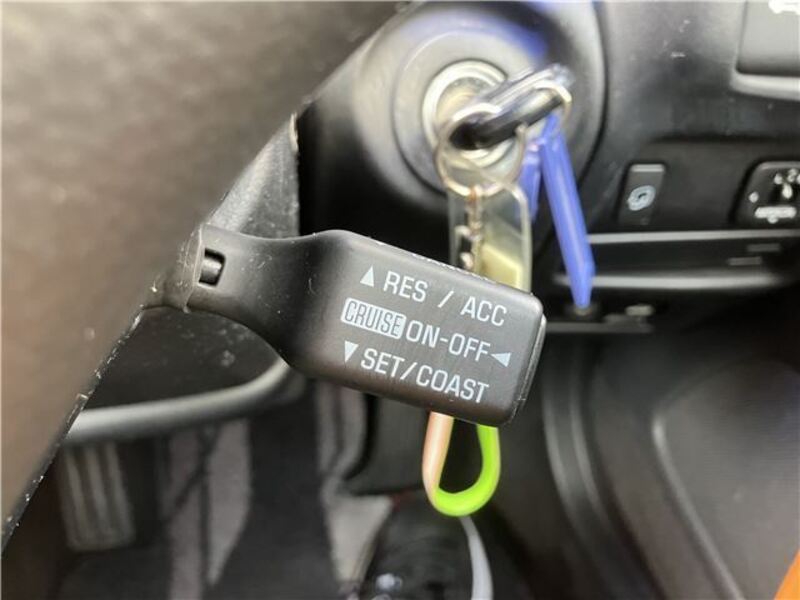 ▲ RES / ACC
CRUISE ON-OFF ◄
▼ SET/COAST